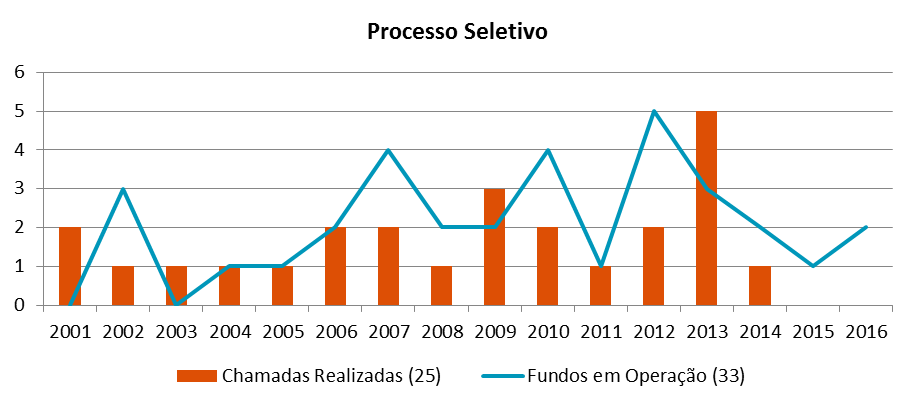 Processo Seletivo
6
5
4
3
2
1
0
2001 2002 2003 2004 2005 2006 2007 2008 2009 2010 2011 2012 2013 2014 2015 2016
Chamadas Realizadas (25) Fundos em Operação (33)